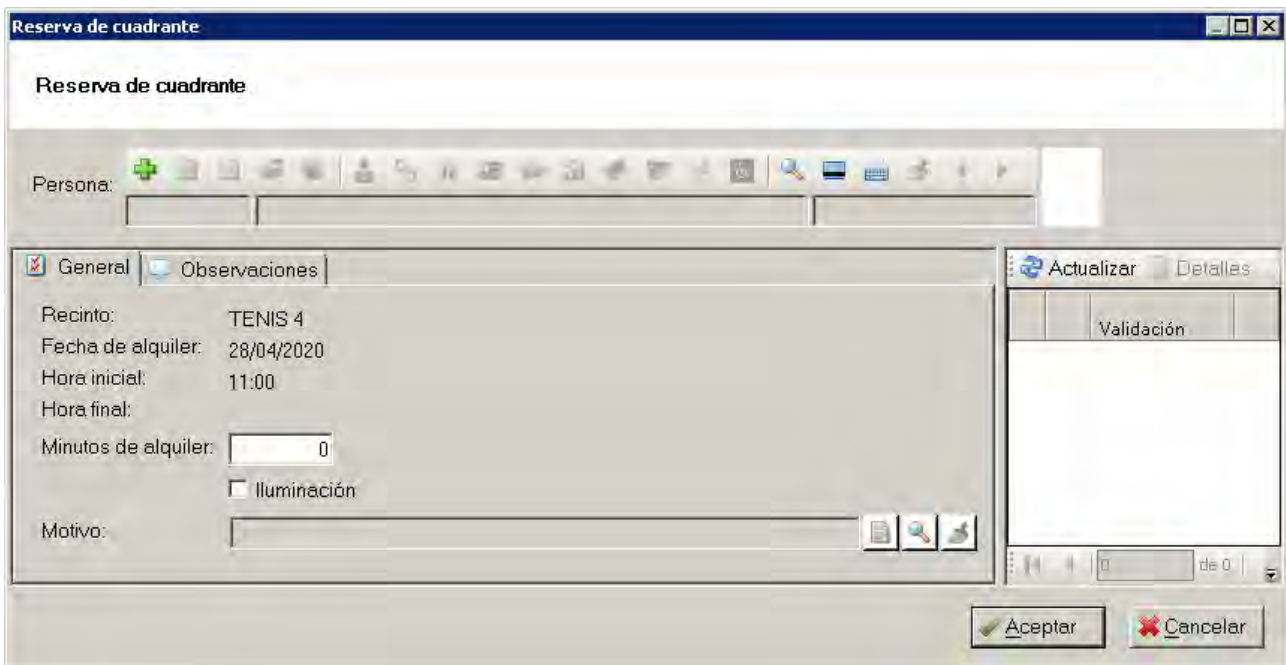 Reserva de cuadrante
Reserva de cuadrante
Persona:
General Observaciones
Recinto: TENIS 4
Fecha de alquiler: 28/04/2020
Hora inicial: 11:00
Hora final:
Minutos de alquiler: 0
Iluminación
Motivo:
Actualizar Detalles
Validación
0 de 0
Aceptar Cancelar